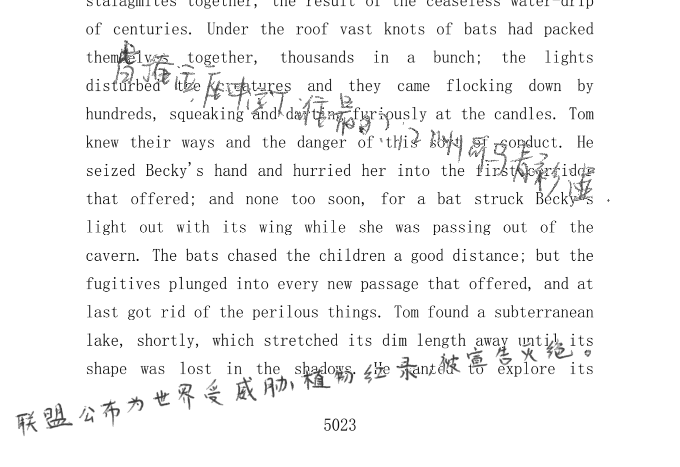 stalagmites together, the result of the ceaseless water-drip
of centuries. Under the roof vast knots of bats had packed
themselves together, thousands in a bunch; the lights
disturbed the creatures and they came flocking down by
hundreds, squeaking and darting furiously at the candles. Tom
knew their ways and the danger of this sort of conduct. He
seized Becky's hand and hurried her into the first corridor
that offered; and none too soon, for a bat struck Becky's
light out with its wing while she was passing out of the
cavern. The bats chased the children a good distance; but the
fugitives plunged into every new passage that offered, and at
last got rid of the perilous things. Tom found a subterranean
lake, shortly, which stretched its dim length away until its
shape was lost in the shadows. He wanted to explore its
联盟公布为世界受威胁植物红录,被宣告灭绝。
5023